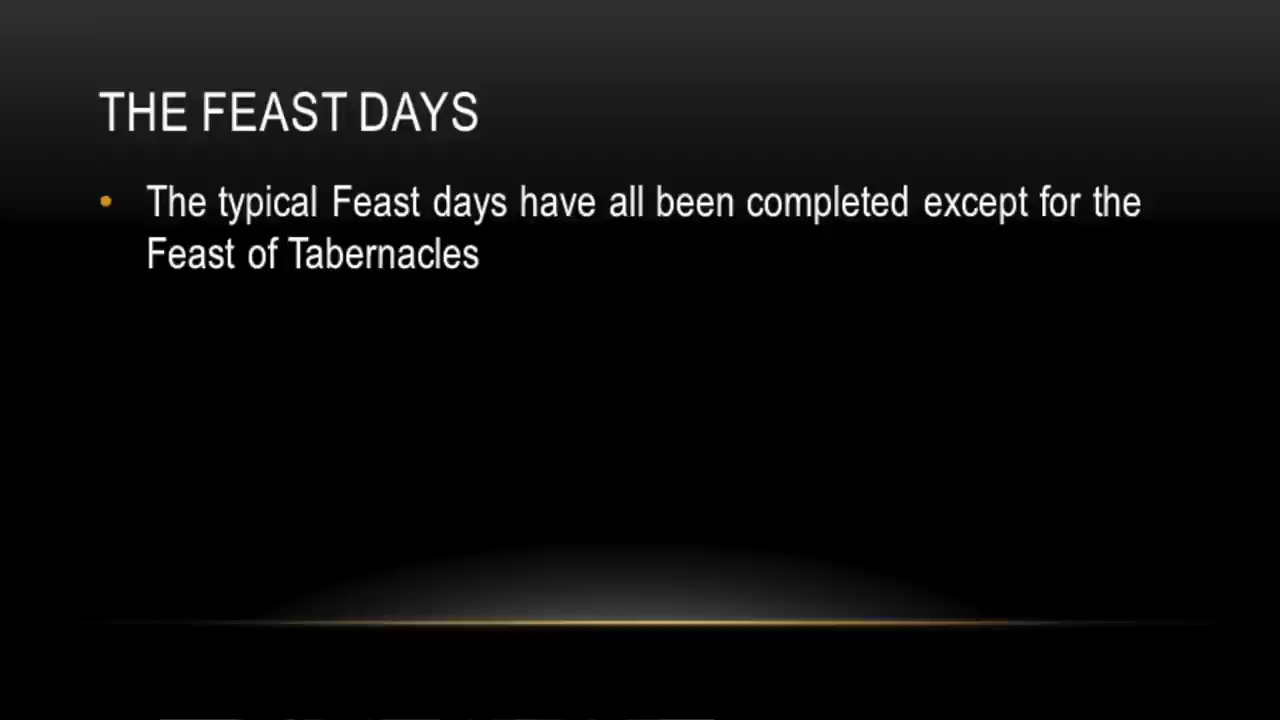 THE FEAST DAYS
• The typical Feast days have all been completed except for the
Feast of Tabernacles